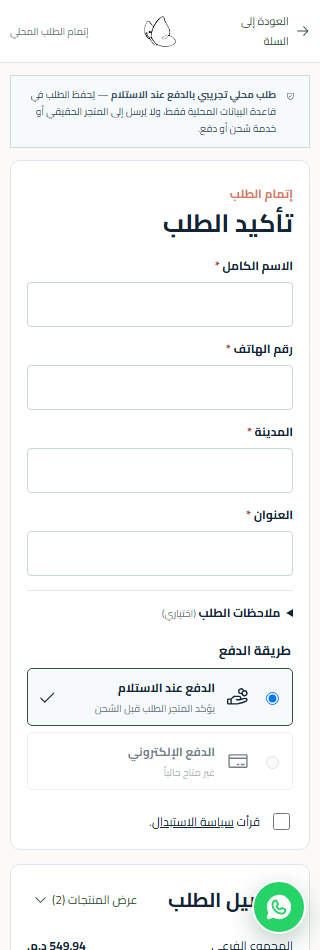 العودة إلى
السلة
إتمام الطلب المحلي
طلب محلي تجريبي بالدفع عند الاستلام — يُحفظ الطلب في
قاعدة البيانات المحلية فقط، ولا يُرسل إلى المتجر الحقيقي أو
خدمة شحن أو دفع.
إتمام الطلب
تأكيد الطلب
الاسم الكامل *
رقم الهاتف *
المدينة *
العنوان *
ملاحظات الطلب (اختياري)
طريقة الدفع
الدفع عند الاستلام
يؤكد المتجر الطلب قبل الشحن
الدفع الإلكتروني
غير متاح حالياً
قرأت سياسة الاستبدال.
الطلب
عرض المنتجات (2)
المجموع الفرعي
549.94 د.م.